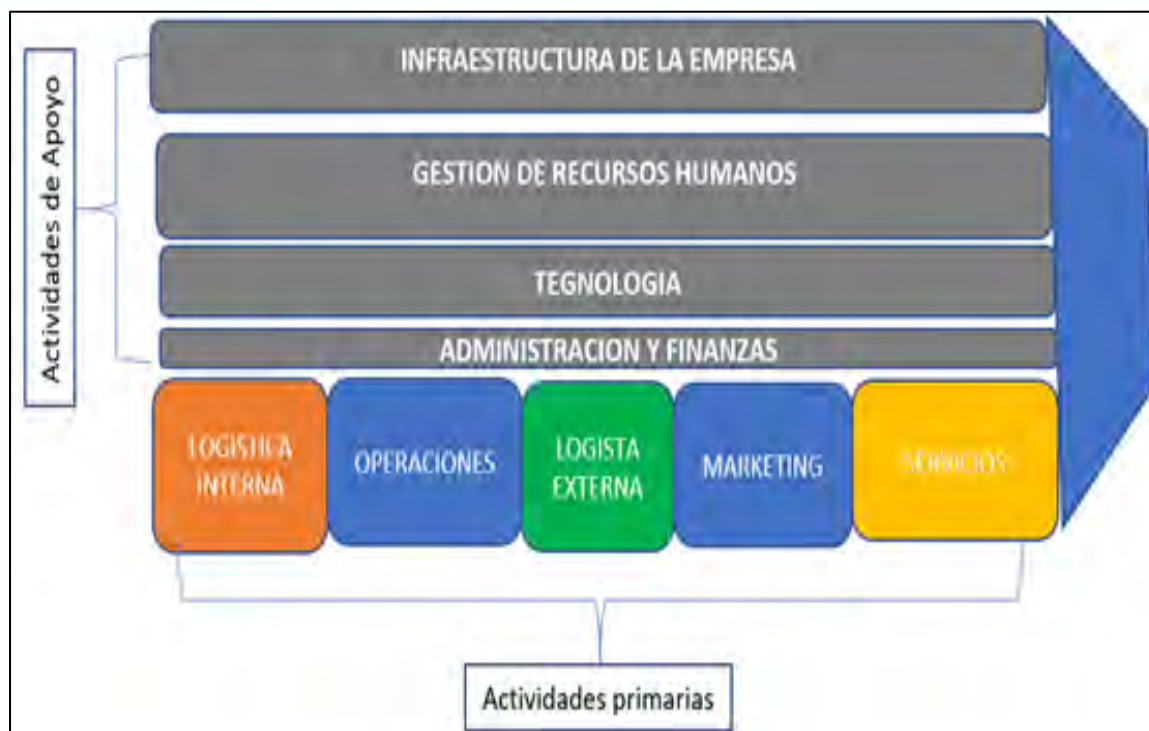 Actividades de Apoyo
INFRAESTRUCTURA DE LA EMPRESA
GESTION DE RECURSOS HUMANOS
TEGNOLOGIA
ADMINISTRACION Y FINANZAS
LOGISTICA
INTERNA
OPERACIONES
LOGISTA
EXTERNA
MARKETING
SERVICIOS
Actividades primarias